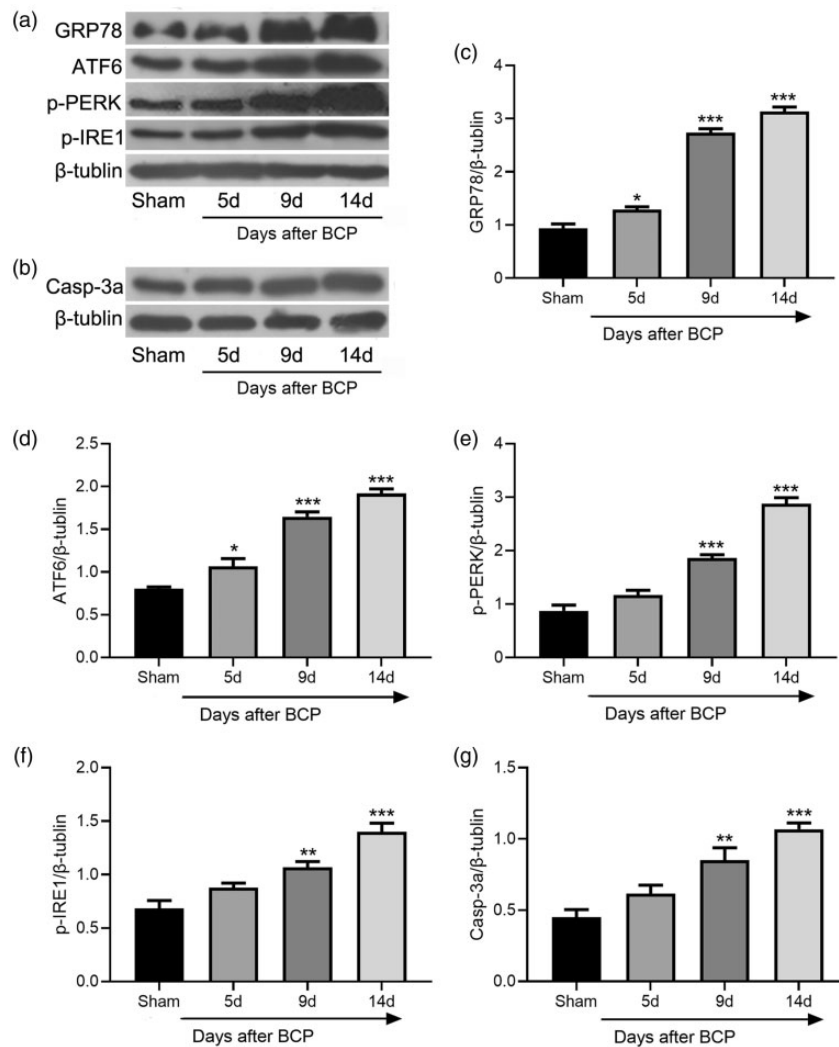 (a)
GRP78
ATF6
p-PERK
p-IRE1
β-tublin
Sham 5d 9d 14d
Days after BCP
(b)
Casp-3a
β-tublin
Sham 5d 9d 14d
Days after BCP
(c)
GRP78/β-tublin
4
3
2
1
0
*
***
***
Sham 5d 9d 14d
Days after BCP
(d)
ATF6/β-tublin
2.5
2.0
1.5
1.0
0.5
0.0
*
***
***
Sham 5d 9d 14d
Days after BCP
(e)
p-PERK/β-tublin
4
3
2
1
0
***
***
Sham 5d 9d 14d
Days after BCP
(f)
p-IRE1/β-tublin
2.0
1.5
1.0
0.5
0.0
**
***
Sham 5d 9d 14d
Days after BCP
(g)
Casp-3a/β-tublin
1.5
1.0
0.5
0.0
**
***
Sham 5d 9d 14d
Days after BCP